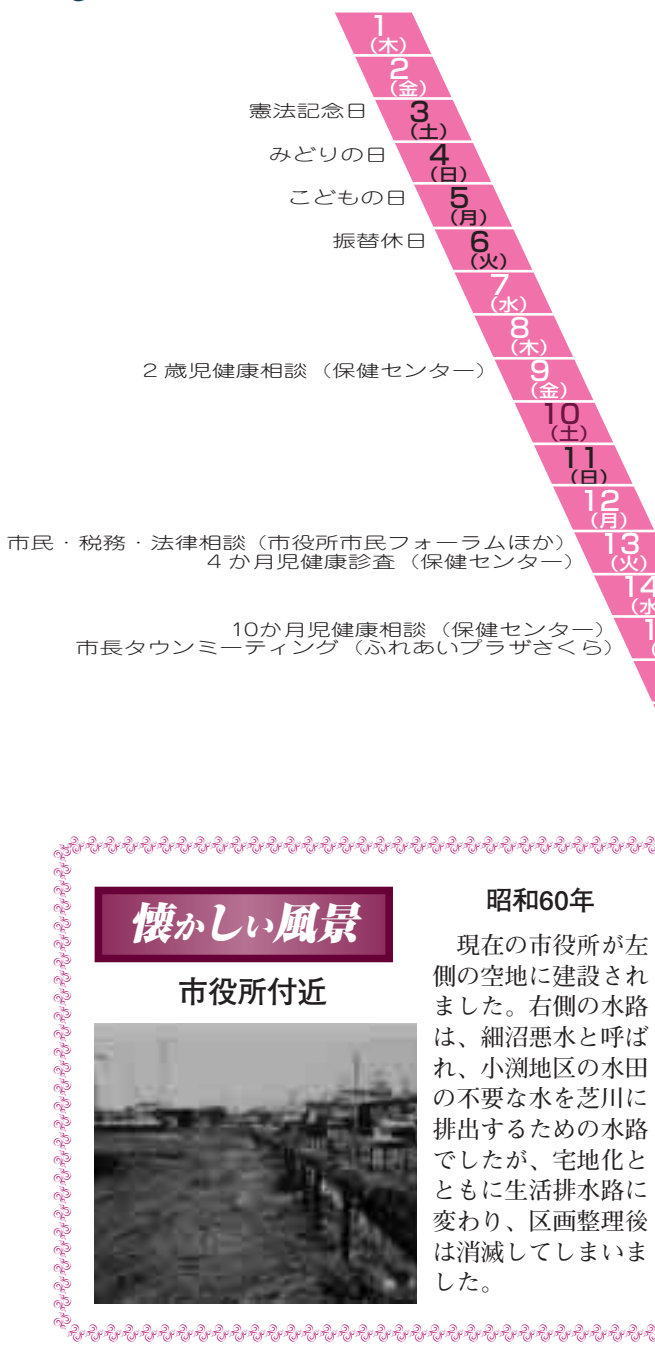 1
(木)
2
(金)
憲法記念日 3
(土)
みどりの日 4
(日)
こどもの日 5
(月)
振替休日 6
(火)
7
(水)
8
(木)
2歳児健康相談(保健センター) 9
(金)
10
(土)
11
(日)
12
(月)
市民・税務・法律相談(市役所市民フォーラムほか) 13
4か月児健康診査(保健センター) (火)
14
(水
10か月児健康相談(保健センター) 1
市長タウンミーティング(ふれあいプラザさくら) (
懐かしい風景
市役所付近
昭和60年
現在の市役所が左
側の空地に建設され
ました。右側の水路
は、細沼悪水と呼ば
れ、小渕地区の水田
の不要な水を芝川に
排出するための水路
でしたが、宅地化と
ともに生活排水路に
変わり、区画整理後
は消滅してしまいま
した。